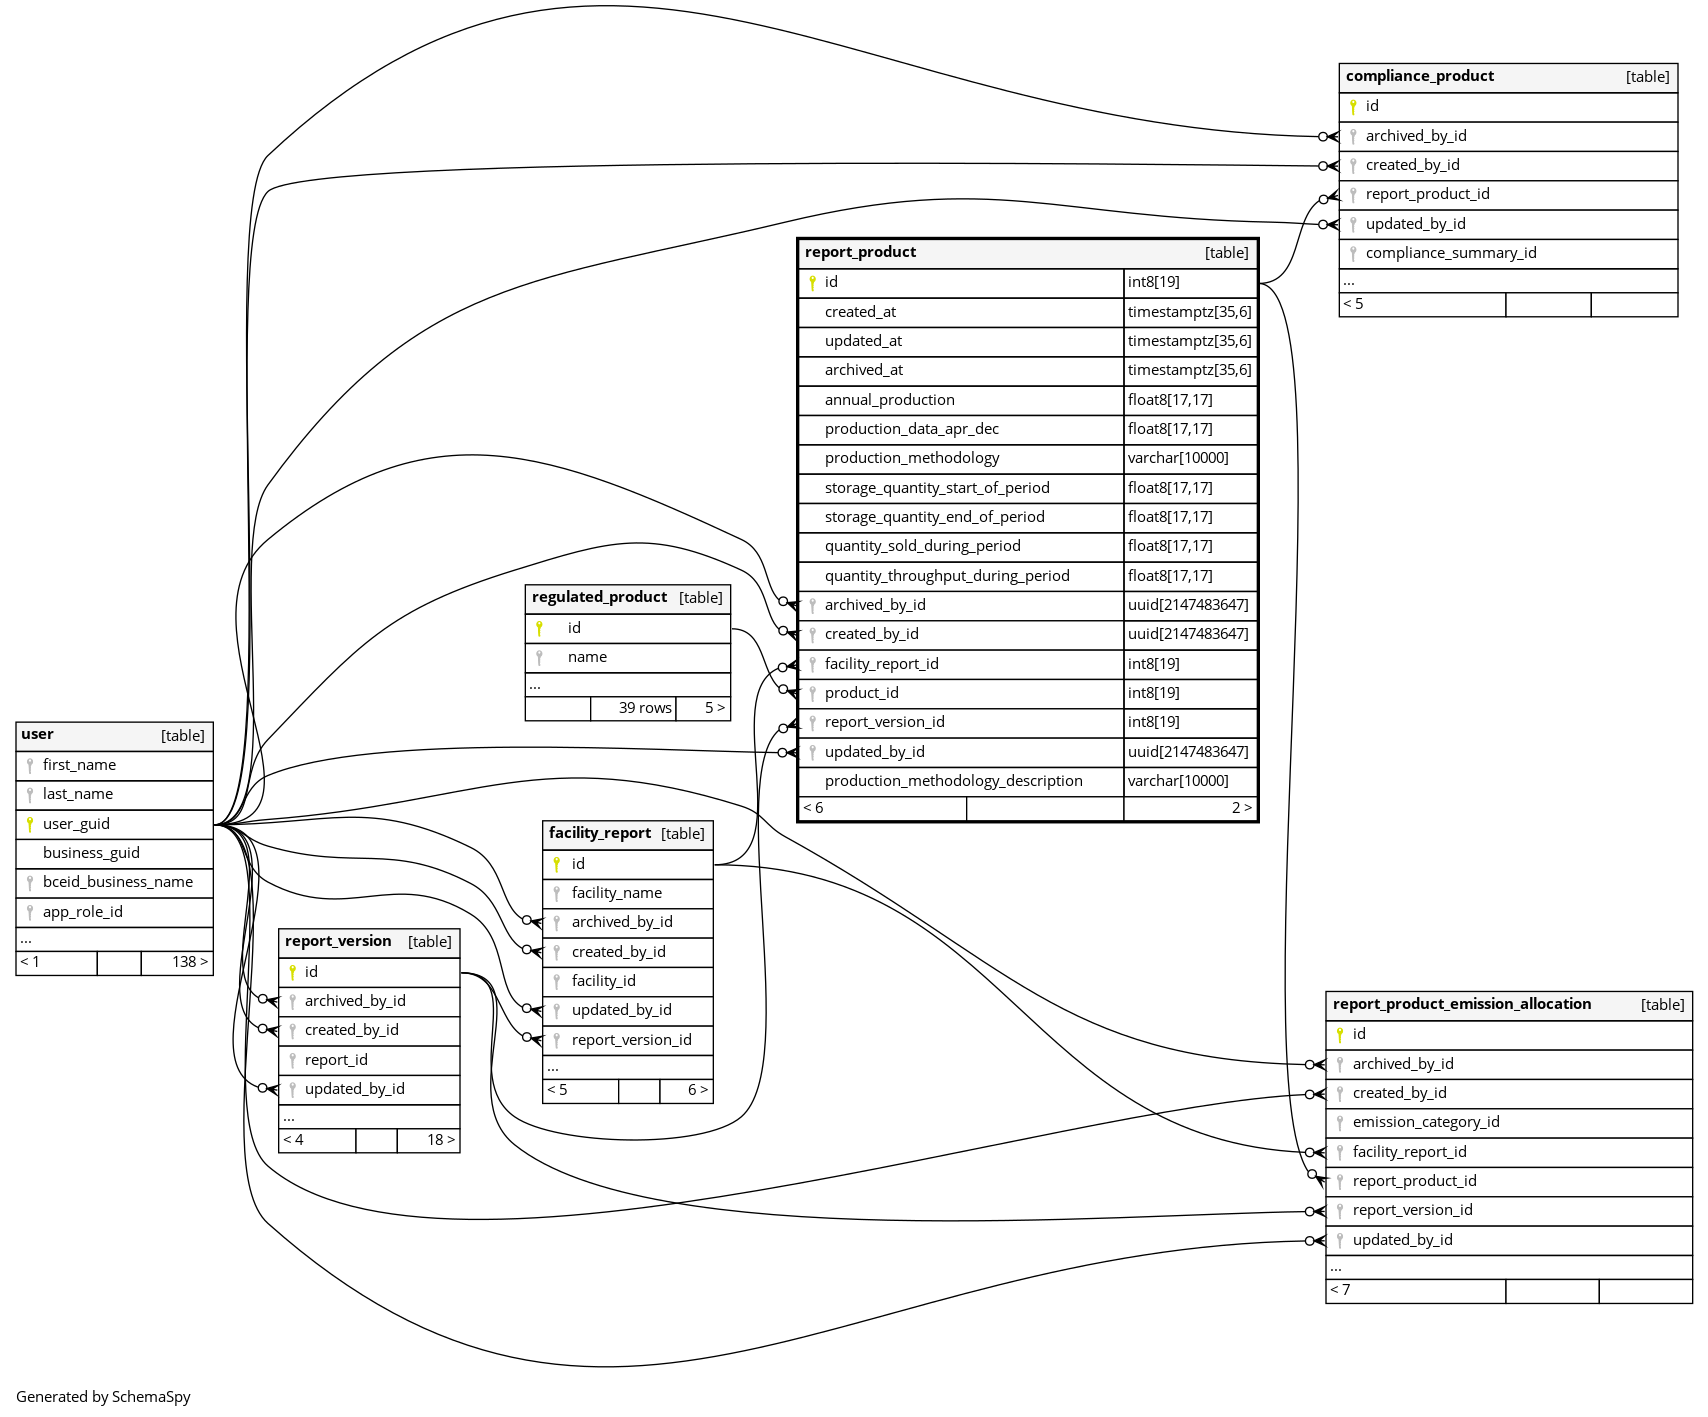 compliance_product [table]
id
archived_by_id
created_by_id
report_product_id
updated_by_id
compliance_summary_id
...
< 5
report_product [table]
id int8[19]
created_at timestamptz[35,6]
updated_at timestamptz[35,6]
archived_at timestamptz[35,6]
annual_production float8[17,17]
production_data_apr_dec float8[17,17]
production_methodology varchar[10000]
storage_quantity_start_of_period float8[17,17]
storage_quantity_end_of_period float8[17,17]
quantity_sold_during_period float8[17,17]
quantity_throughput_during_period float8[17,17]
archived_by_id uuid[2147483647]
created_by_id uuid[2147483647]
facility_report_id int8[19]
product_id int8[19]
report_version_id int8[19]
updated_by_id uuid[2147483647]
production_methodology_description varchar[10000]
< 6 2 >
regulated_product [table]
id
name
...
39 rows 5 >
user [table]
first_name
last_name
user_guid
business_guid
bceid_business_name
app_role_id
...
< 1 138 >
facility_report [table]
id
facility_name
archived_by_id
created_by_id
facility_id
updated_by_id
report_version_id
...
< 5 6 >
report_version [table]
id
archived_by_id
created_by_id
report_id
updated_by_id
...
< 4 18 >
report_product_emission_allocation [table]
id
archived_by_id
created_by_id
emission_category_id
facility_report_id
report_product_id
report_version_id
updated_by_id
...
< 7
Generated by SchemaSpy